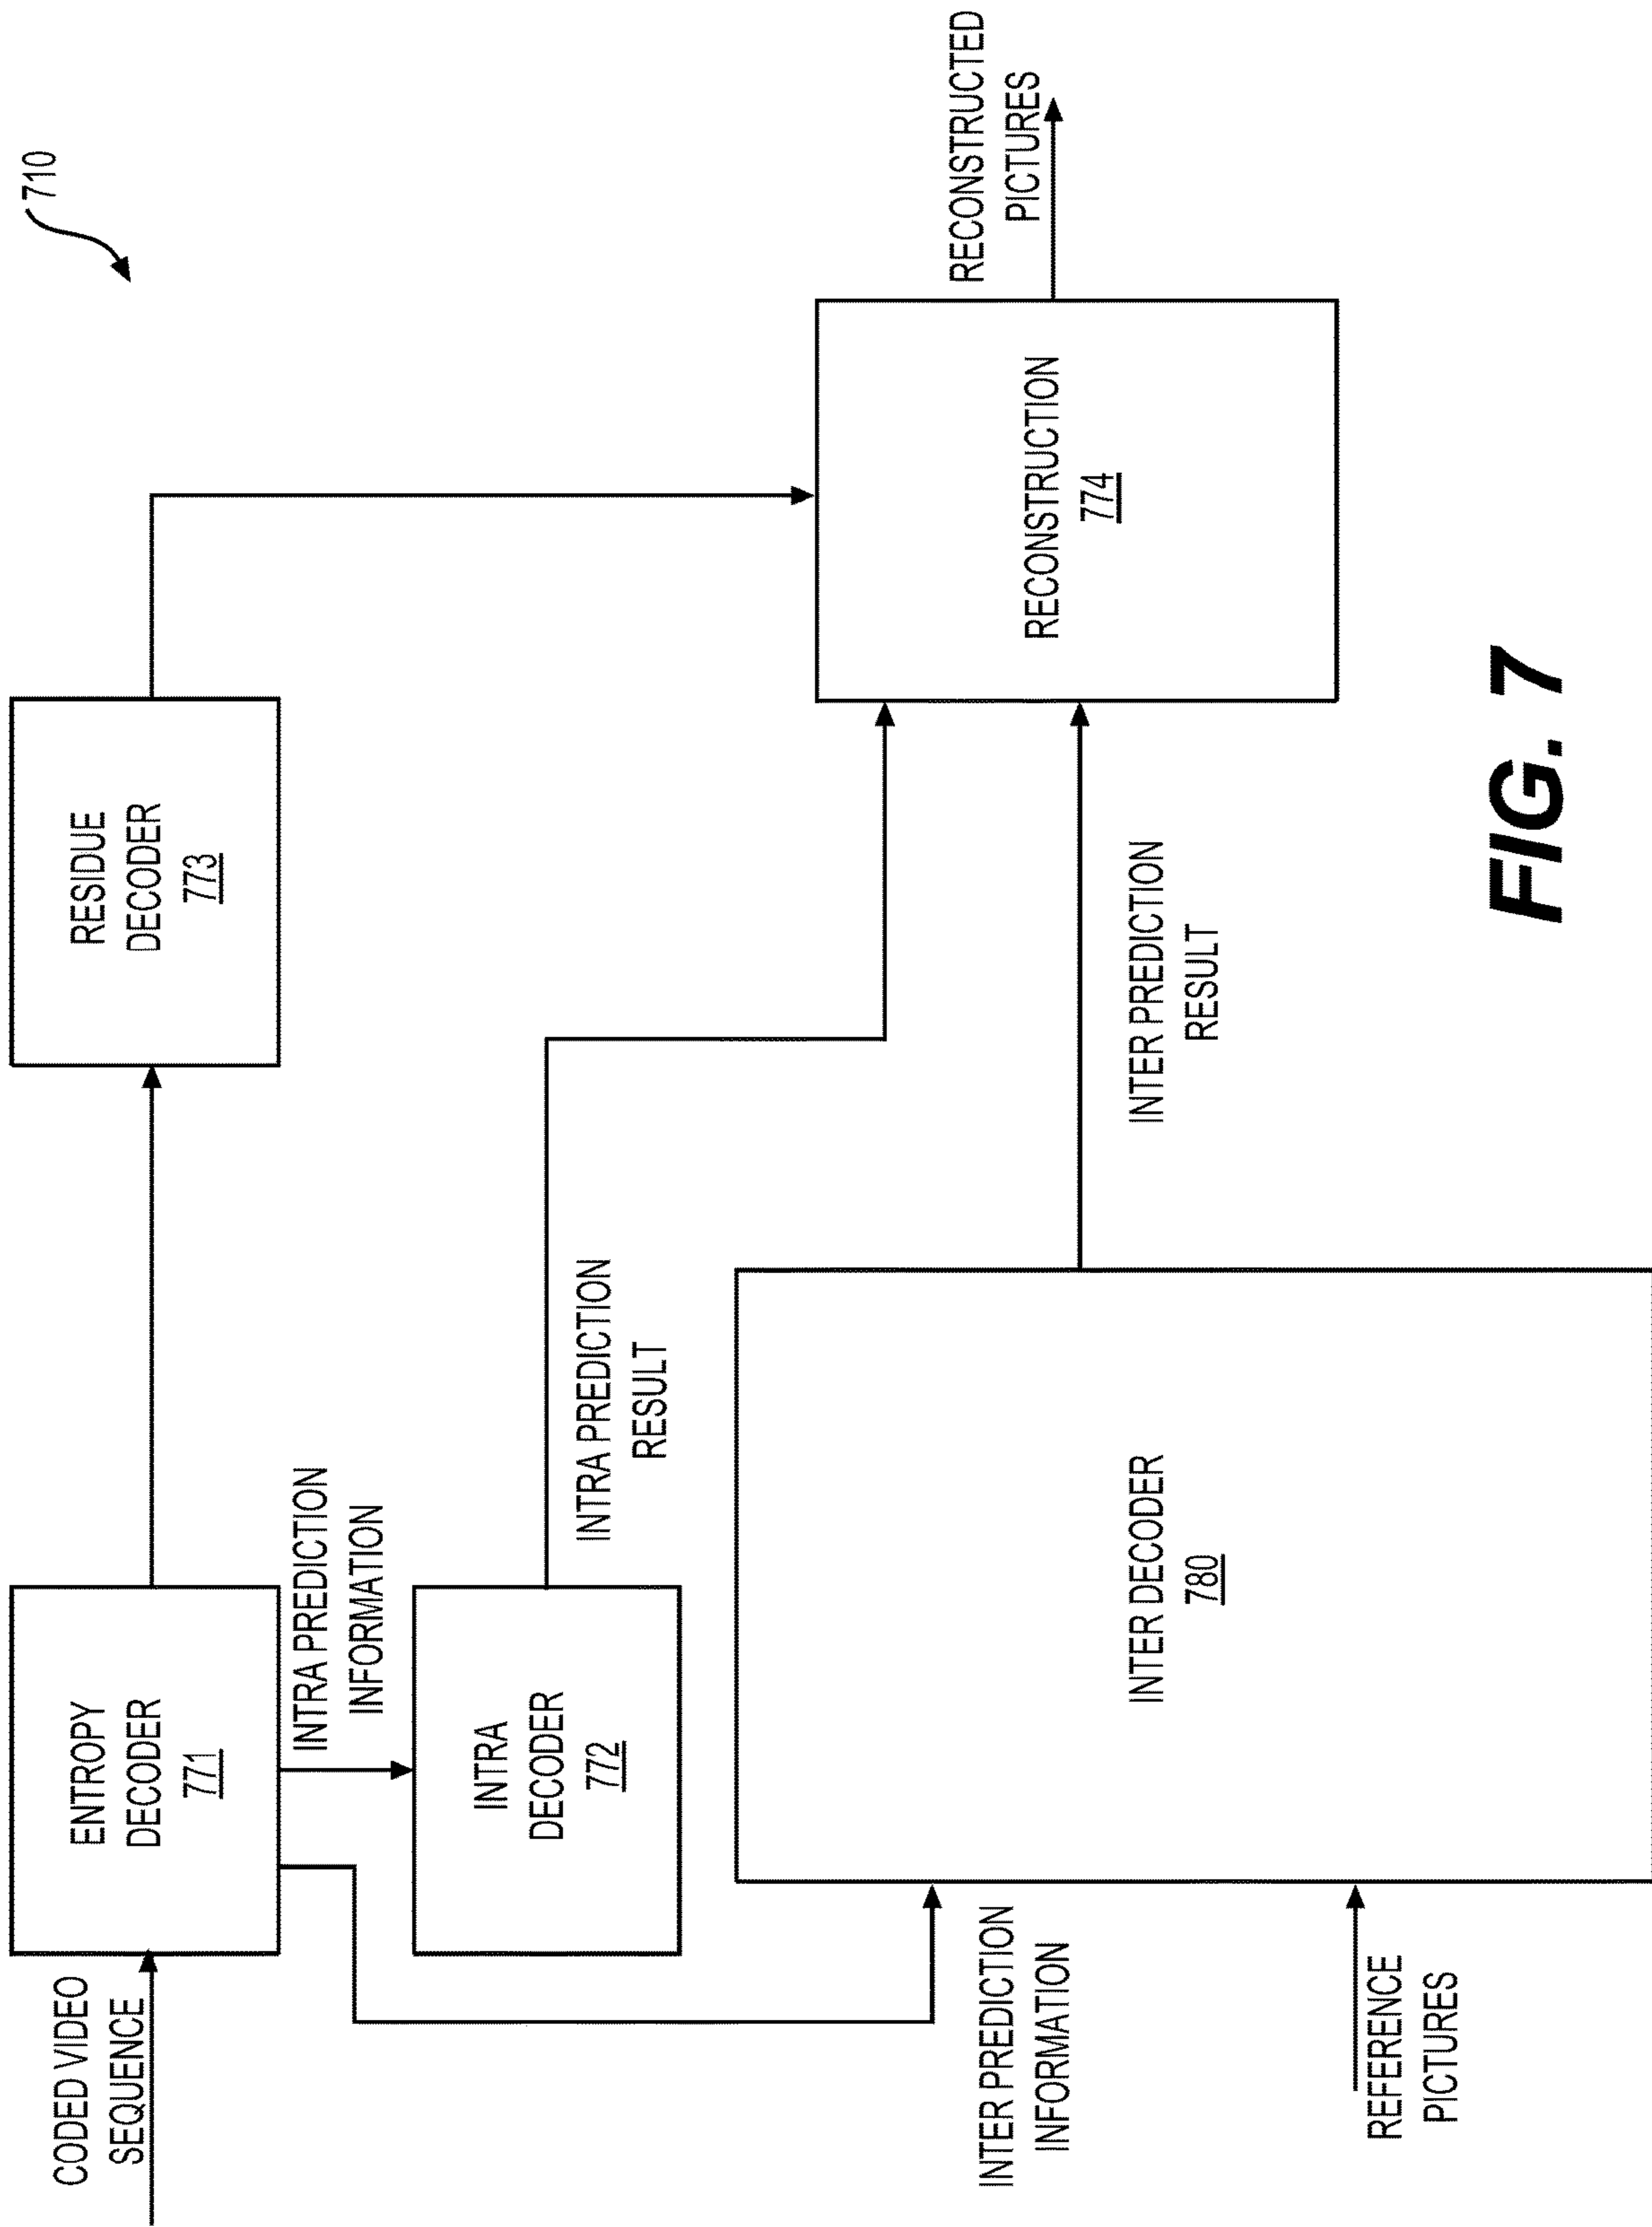 710
CODED VIDEO
SEQUENCE
ENTROPY
DECODER
771
RESIDUE
DECODER
773
INTRA PREDICTION
INFORMATION
INTRA
DECODER
772
INTRA PREDICTION
RESULT
RECONSTRUCTION
774
RECONSTRUCTED
PICTURES
INTER PREDICTION
INFORMATION
INTER DECODER
780
INTER PREDICTION
RESULT
REFERENCE
PICTURES
FIG. 7